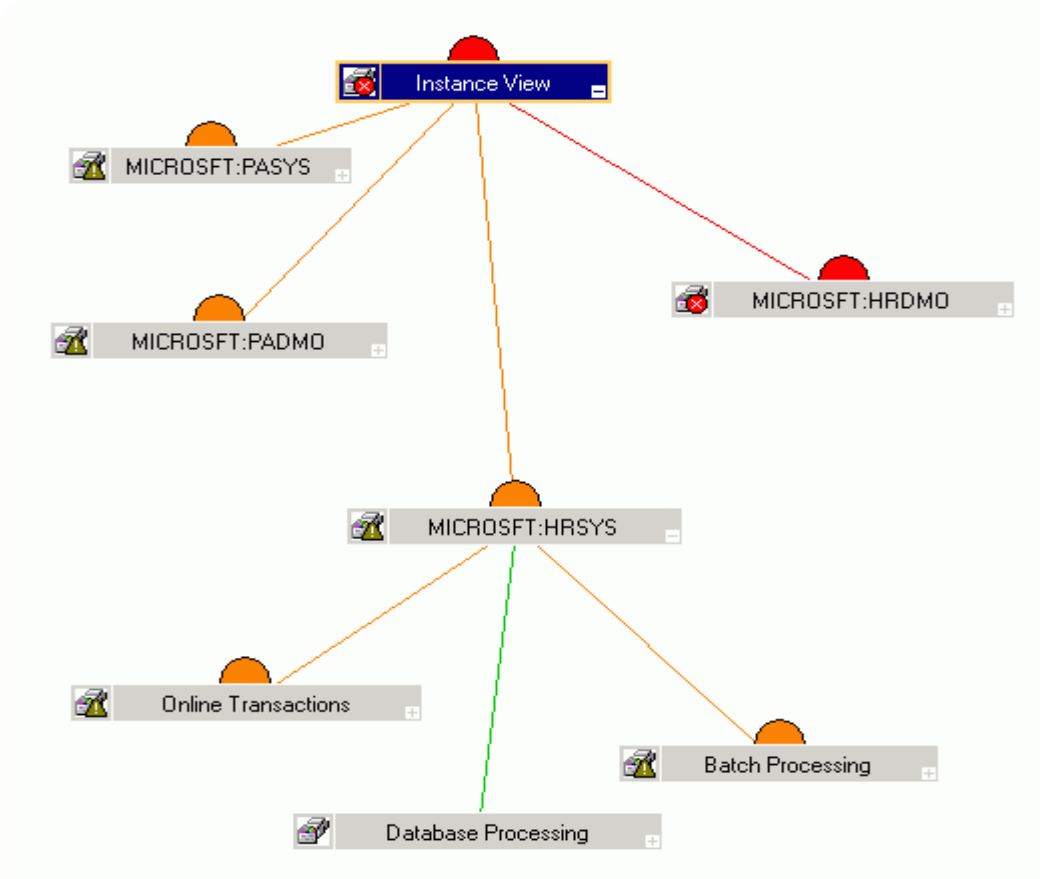 Instance View
MICROSFT:PASYS
MICROSFT:HRDMO
MICROSFT:PADMO
MICROSFT:HRSYS
Online Transactions
Batch Processing
Database Processing